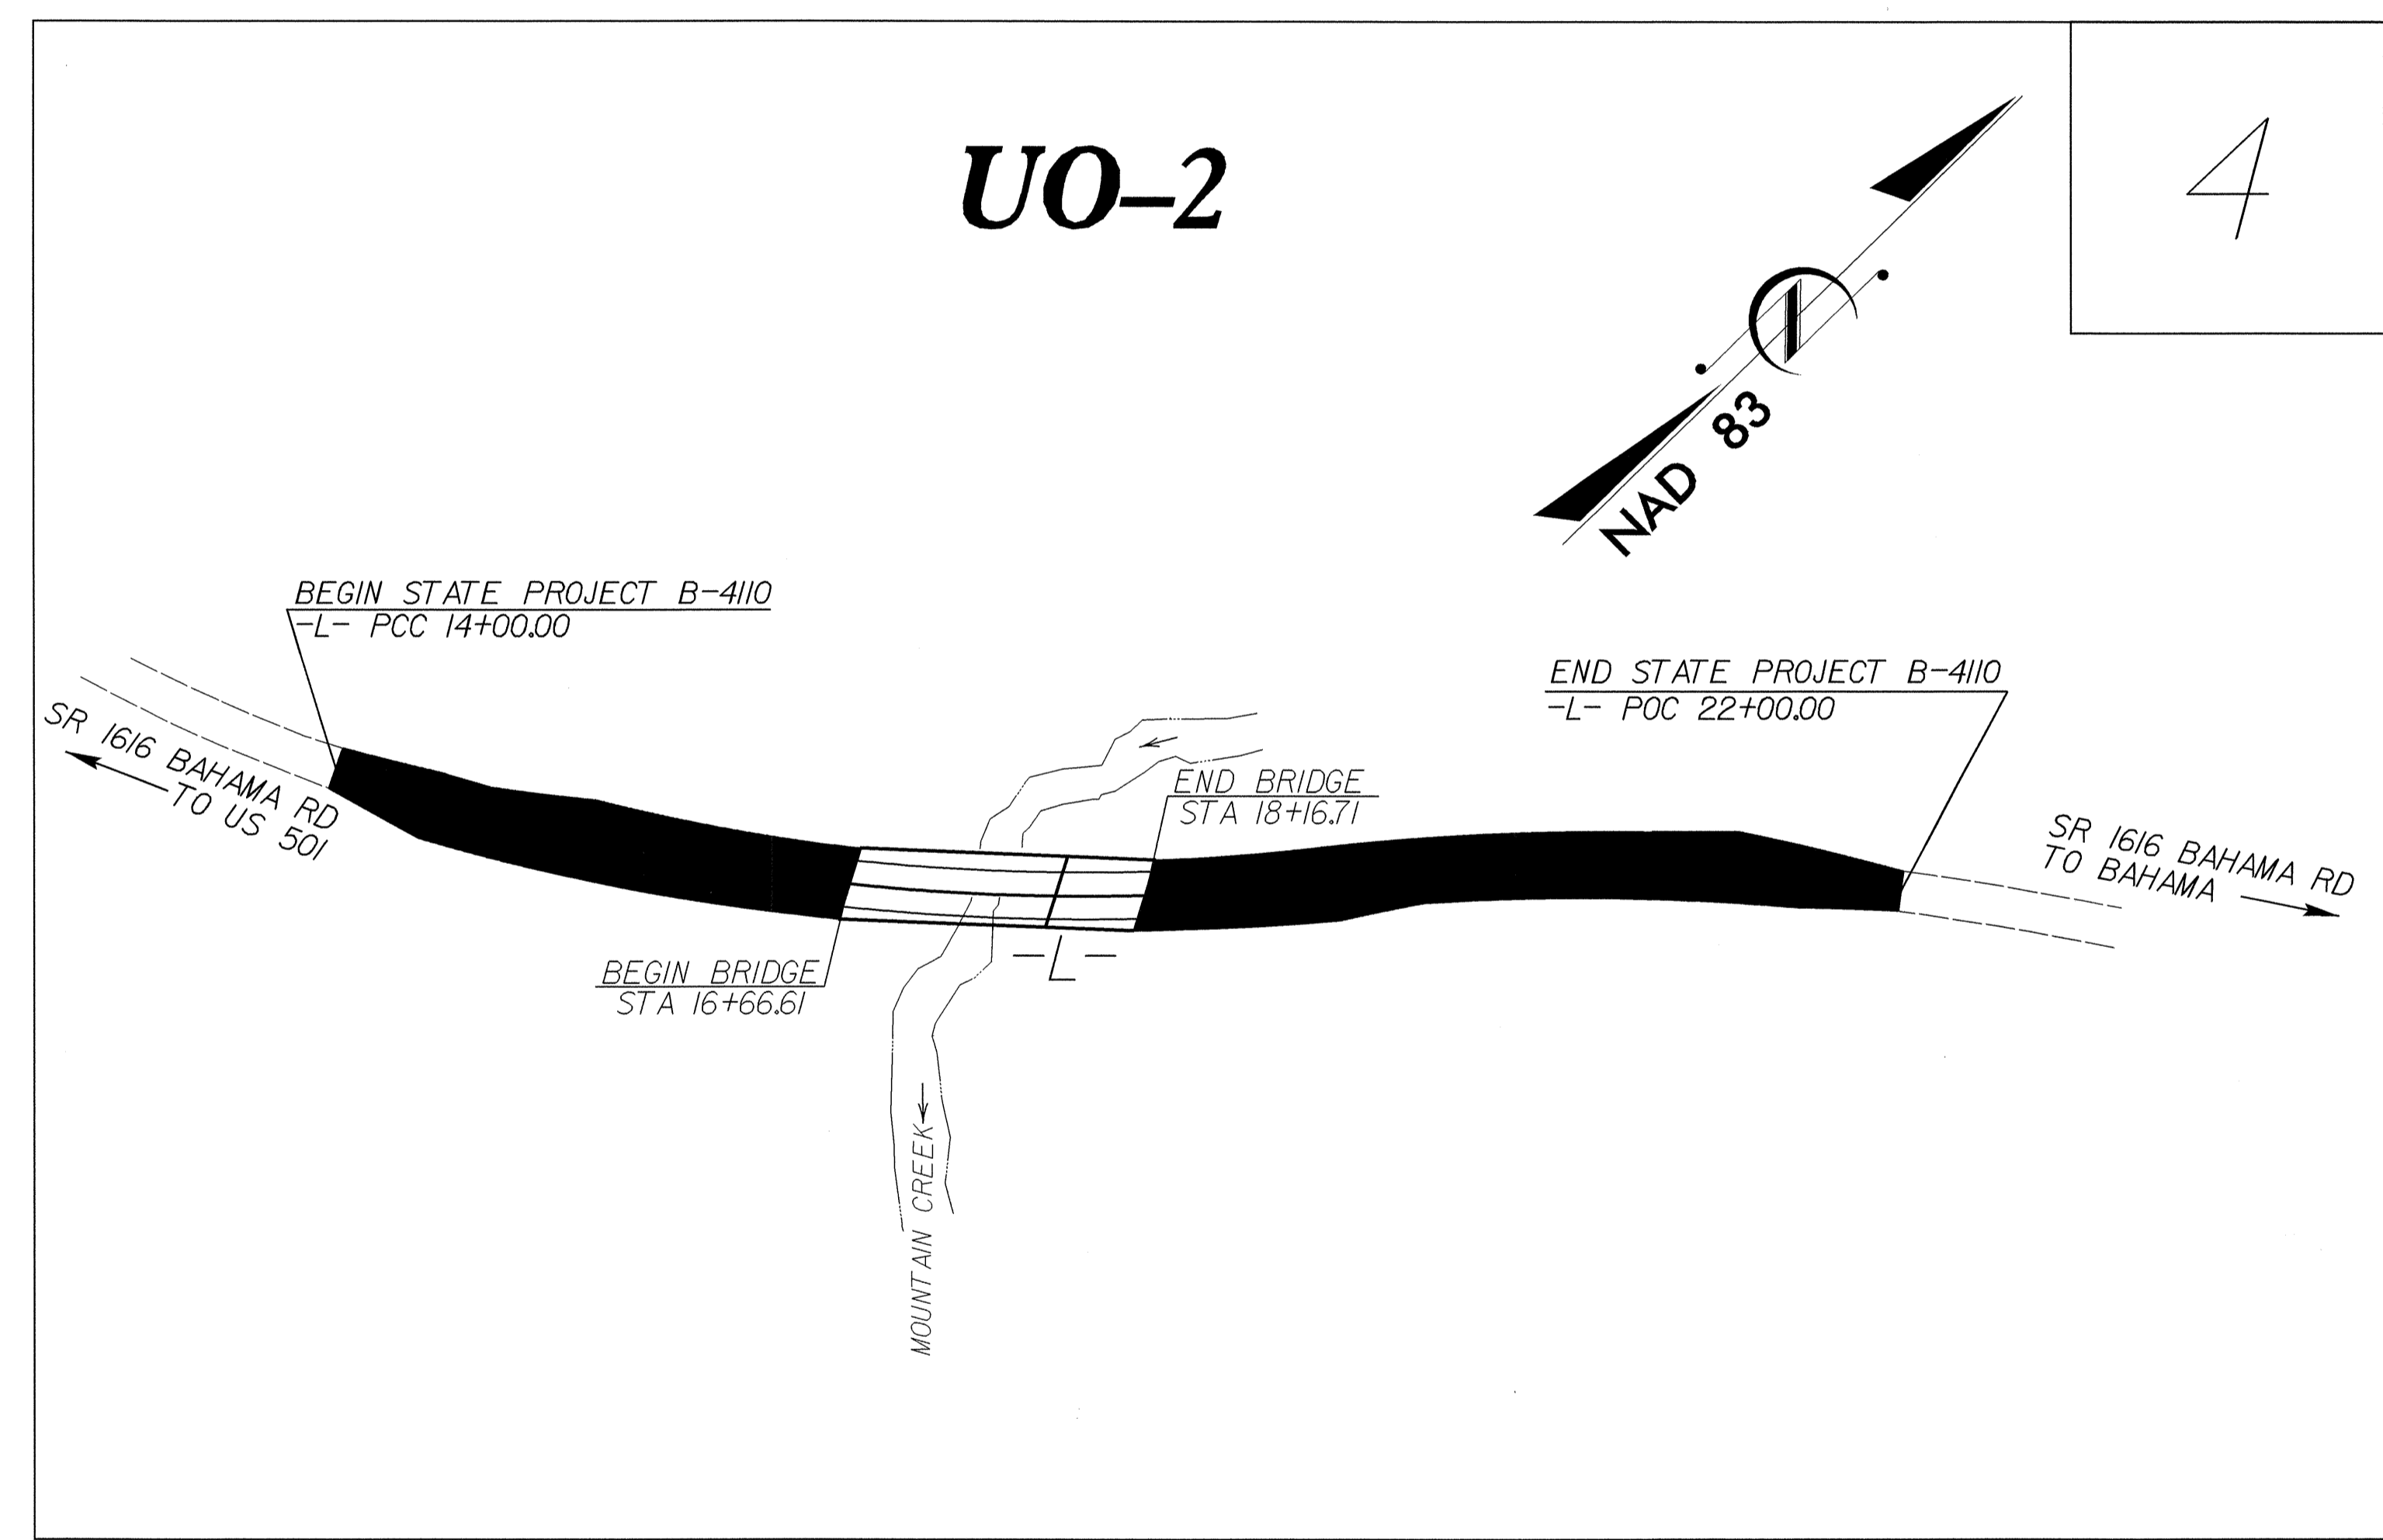 UO-2
4
N
NAD 83
BEGIN STATE PROJECT B-4110
-L- PCC 14+00.00
END STATE PROJECT B-4110
-L- POC 22+00.00
SR 1616 BAHAMA RD
TO US 501
END BRIDGE
STA 18+16.71
SR 1616 BAHAMA RD
TO BAHAMA
BEGIN BRIDGE
STA 16+66.61
-L-
MOUNTAIN CREEK